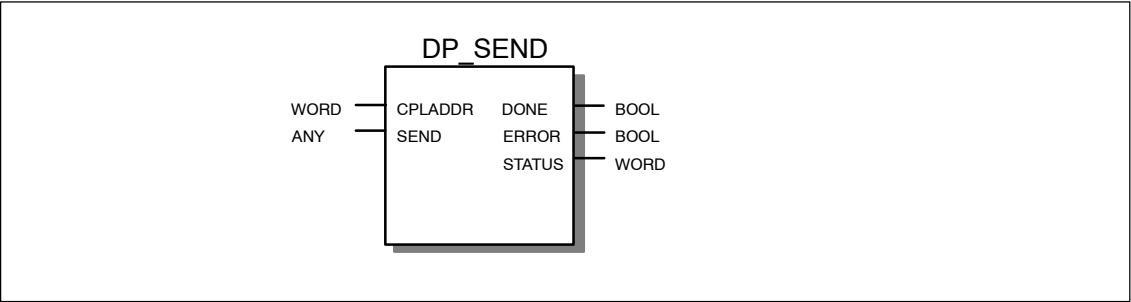 DP_SEND
WORD CPLADDR DONE BOOL
ANY SEND ERROR BOOL
STATUS WORD